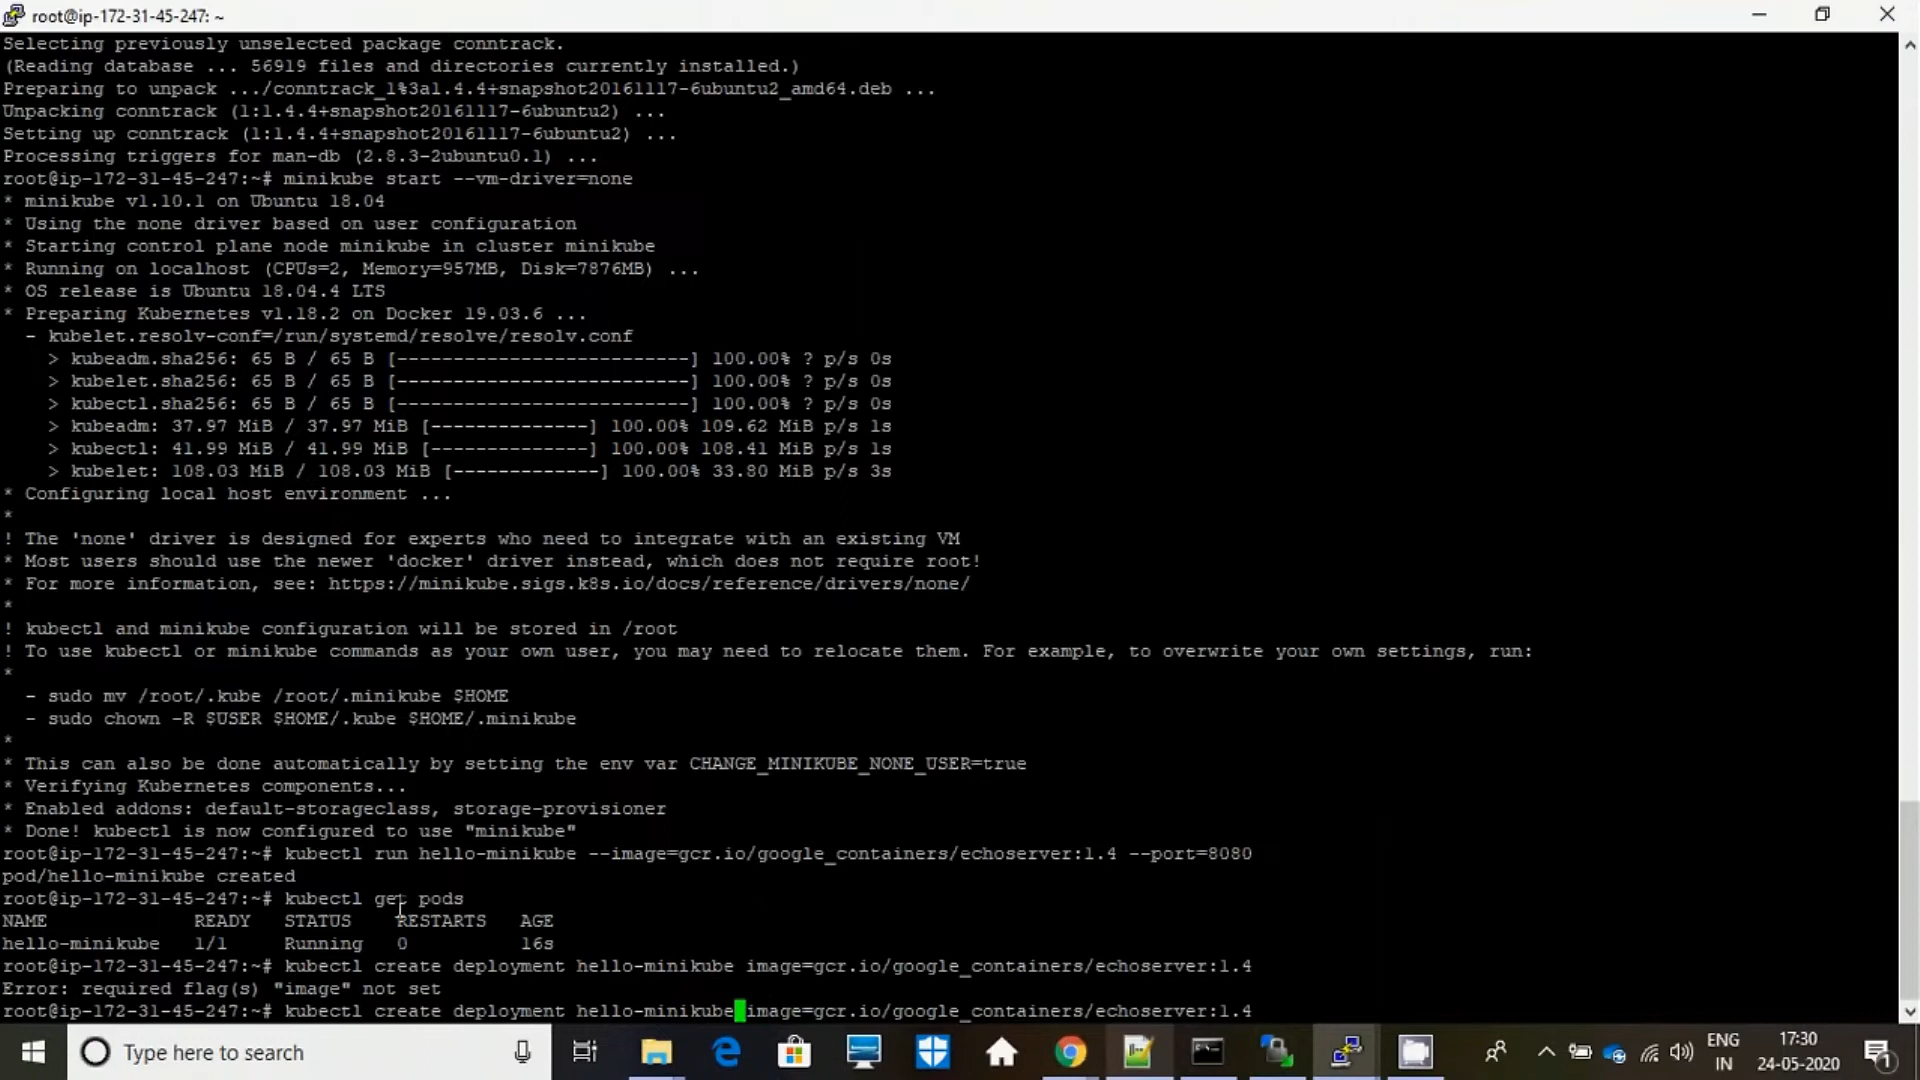 root@ip-172-31-45-247: ~
Selecting previously unselected package conntrack.
(Reading database ... 56919 files and directories currently installed.)
Preparing to unpack .../conntrack_1%3a1.4.4+snapshot20161117-6ubuntu2_amd64.deb ...
Unpacking conntrack (1:1.4.4+snapshot20161117-6ubuntu2) ...
Setting up conntrack (1:1.4.4+snapshot20161117-6ubuntu2) ...
Processing triggers for man-db (2.8.3-2ubuntu0.1) ...
root@ip-172-31-45-247:~# minikube start --vm-driver=none
* minikube v1.10.1 on Ubuntu 18.04
* Using the none driver based on user configuration
* Starting control plane node minikube in cluster minikube
* Running on localhost (CPUs=2, Memory=957MB, Disk=7876MB) ...
* OS release is Ubuntu 18.04.4 LTS
* Preparing Kubernetes v1.18.2 on Docker 19.03.6 ...
  - kubelet.resolv-conf=/run/systemd/resolve/resolv.conf
    > kubeadm.sha256: 65 B / 65 B [--------------------------] 100.00% ? p/s 0s
    > kubelet.sha256: 65 B / 65 B [--------------------------] 100.00% ? p/s 0s
    > kubectl.sha256: 65 B / 65 B [--------------------------] 100.00% ? p/s 0s
    > kubeadm: 37.97 MiB / 37.97 MiB [--------------] 100.00% 109.62 MiB p/s 1s
    > kubectl: 41.99 MiB / 41.99 MiB [--------------] 100.00% 108.41 MiB p/s 1s
    > kubelet: 108.03 MiB / 108.03 MiB [-------------] 100.00% 33.80 MiB p/s 3s
* Configuring local host environment ...
*
! The 'none' driver is designed for experts who need to integrate with an existing VM
* Most users should use the newer 'docker' driver instead, which does not require root!
* For more information, see: https://minikube.sigs.k8s.io/docs/reference/drivers/none/
*
! kubectl and minikube configuration will be stored in /root
! To use kubectl or minikube commands as your own user, you may need to relocate them. For example, to overwrite your own settings, run:
*
  - sudo mv /root/.kube /root/.minikube $HOME
  - sudo chown -R $USER $HOME/.kube $HOME/.minikube
*
* This can also be done automatically by setting the env var CHANGE_MINIKUBE_NONE_USER=true
* Verifying Kubernetes components...
* Enabled addons: default-storageclass, storage-provisioner
* Done! kubectl is now configured to use "minikube"
root@ip-172-31-45-247:~# kubectl run hello-minikube --image=gcr.io/google_containers/echoserver:1.4 --port=8080
pod/hello-minikube created
root@ip-172-31-45-247:~# kubectl get pods
NAME             READY   STATUS    RESTARTS   AGE
hello-minikube   1/1     Running   0          16s
root@ip-172-31-45-247:~# kubectl create deployment hello-minikube image=gcr.io/google_containers/echoserver:1.4
Error: required flag(s) "image" not set
root@ip-172-31-45-247:~# kubectl create deployment hello-minikube image=gcr.io/google_containers/echoserver:1.4
Type here to search
ENG
IN
17:30
24-05-2020
1